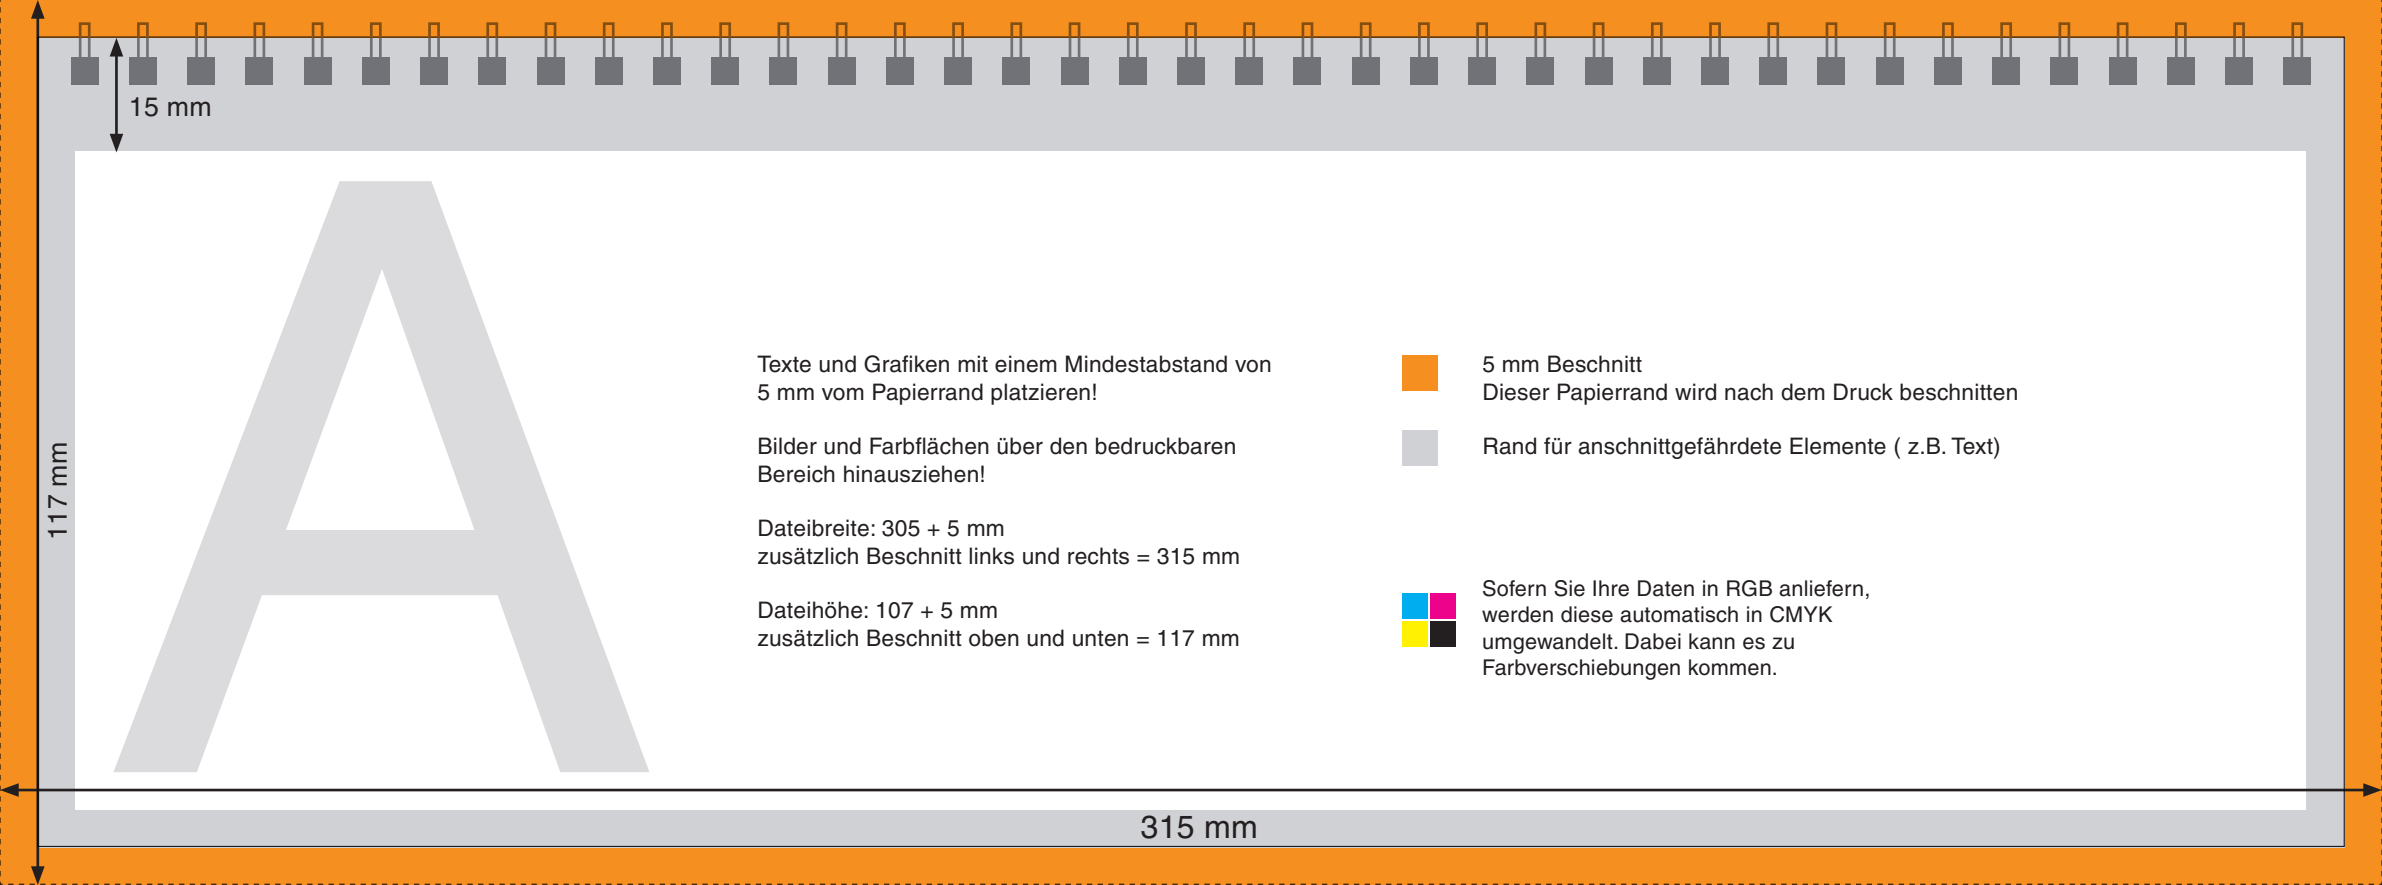 15 mm
A
117 mm
Texte und Grafiken mit einem Mindestabstand von
5 mm vom Papierrand platzieren!
Bilder und Farbflächen über den bedruckbaren
Bereich hinausziehen!
Dateibreite: 305 + 5 mm
zusätzlich Beschnitt links und rechts = 315 mm
Dateihöhe: 107 + 5 mm
zusätzlich Beschnitt oben und unten = 117 mm
5 mm Beschnitt
Dieser Papierrand wird nach dem Druck beschnitten
Rand für anschnittgefährdete Elemente ( z.B. Text)
Sofern Sie Ihre Daten in RGB anliefern,
werden diese automatisch in CMYK
umgewandelt. Dabei kann es zu
Farbverschiebungen kommen.
315 mm